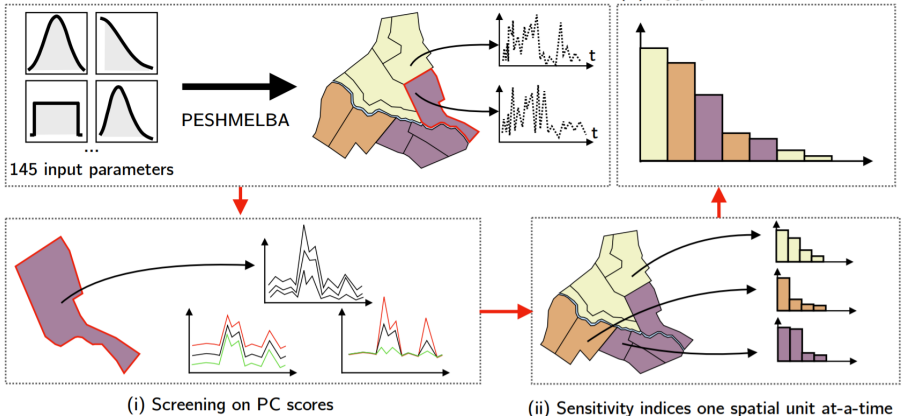 t
PESHMELBA
t
...
145 input parameters
(i) Screening on PC scores
(ii) Sensitivity indices one spatial unit at-a-time